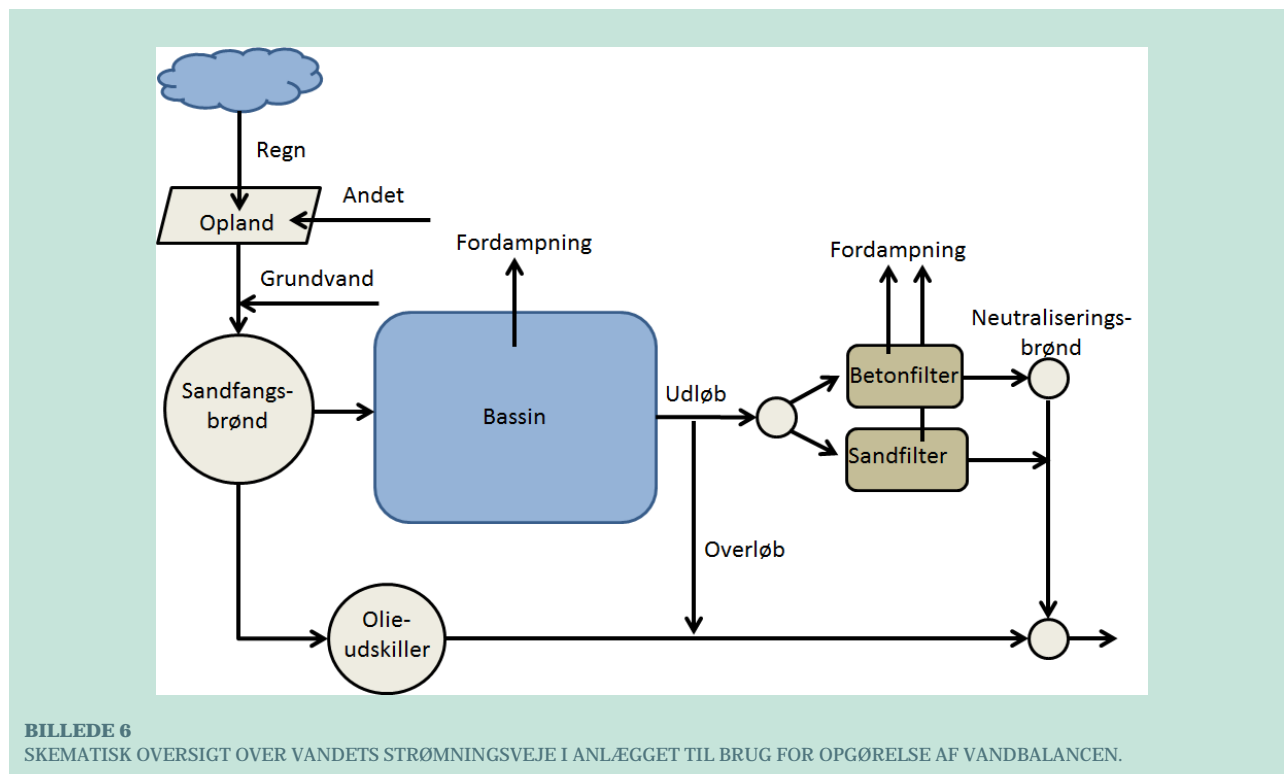 Regn
Andet
Opland
Fordampning
Fordampning
Grundvand
Neutraliserings-
brønd
Sandfangs-
brønd
Bassin
Udløb
Betonfilter
Sandfilter
Overløb
Olie-
udskiller
BILLEDE 6
SKEMATISK OVERSIGT OVER VANDETS STRØMNINGSVEJE I ANLÆGGET TIL BRUG FOR OPGØRELSE AF VANDBALANCEN.